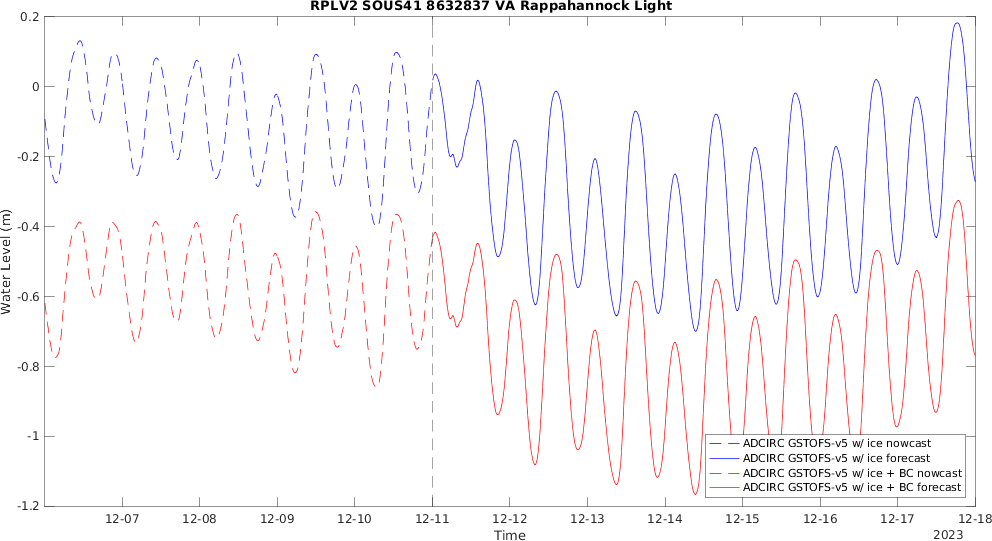 RPLV2 SOUS41 8632837 VA Rappahannock Light
0.2
0
-0.2
-0.4
-0.6
-0.8
-1
-1.2
Water Level (m)
ADCIRC GSTOFS-v5 w/ ice nowcast
ADCIRC GSTOFS-v5 w/ ice forecast
ADCIRC GSTOFS-v5 w/ ice + BC nowcast
ADCIRC GSTOFS-v5 w/ ice + BC forecast
12-07 12-08 12-09 12-10 12-11 12-12 12-13 12-14 12-15 12-16 12-17 12-18
Time
2023